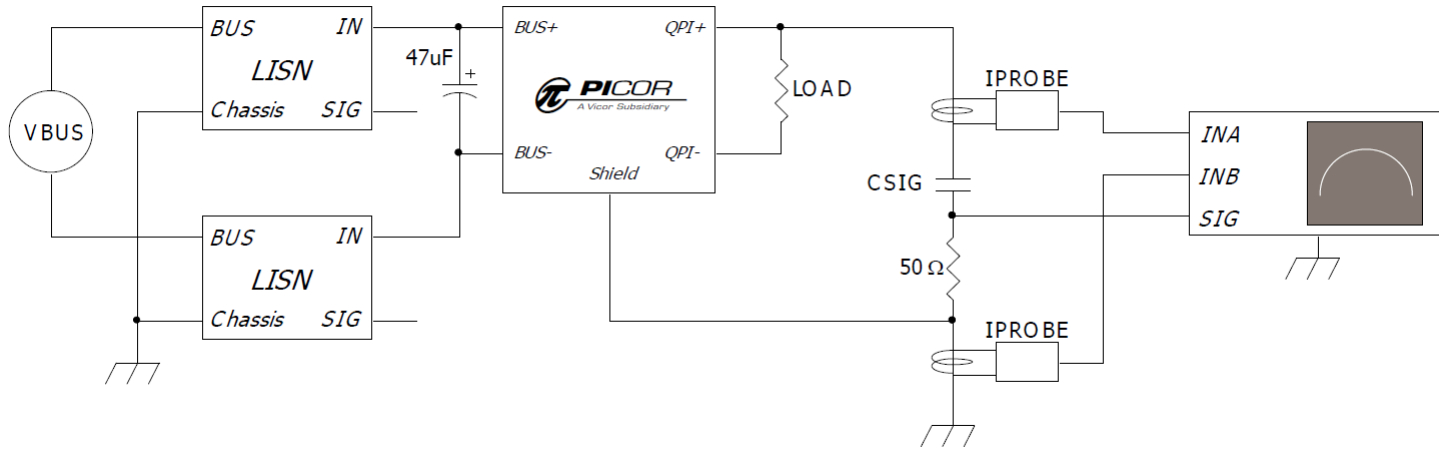 VBUS
BUS IN
LISN
Chassis SIG
BUS IN
LISN
Chassis SIG
47uF
+
BUS+ QPI+
π PICOR
A Vicor Subsidiary
BUS- QPI-
Shield
LOAD
CSIG
50 Ω
IPROBE
IPROBE
INA
INB
SIG